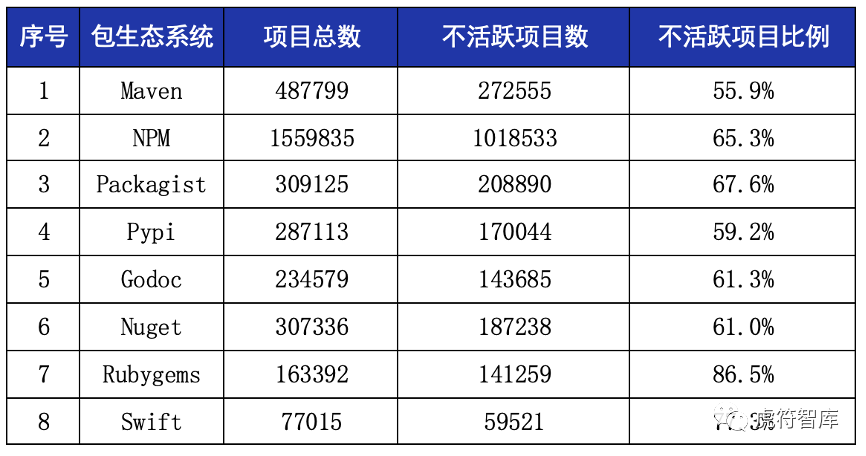 序号 包生态系统 项目总数 不活跃项目数 不活跃项目比例
1 Maven 487799 272555 55.9%
2 NPM 1559835 1018533 65.3%
3 Packagist 309125 208890 67.6%
4 Pypi 287113 170044 59.2%
5 Godoc 234579 143685 61.3%
6 Nuget 307336 187238 61.0%
7 Rubygems 163392 141259 86.5%
8 Swift 77015 59521
虎符智库